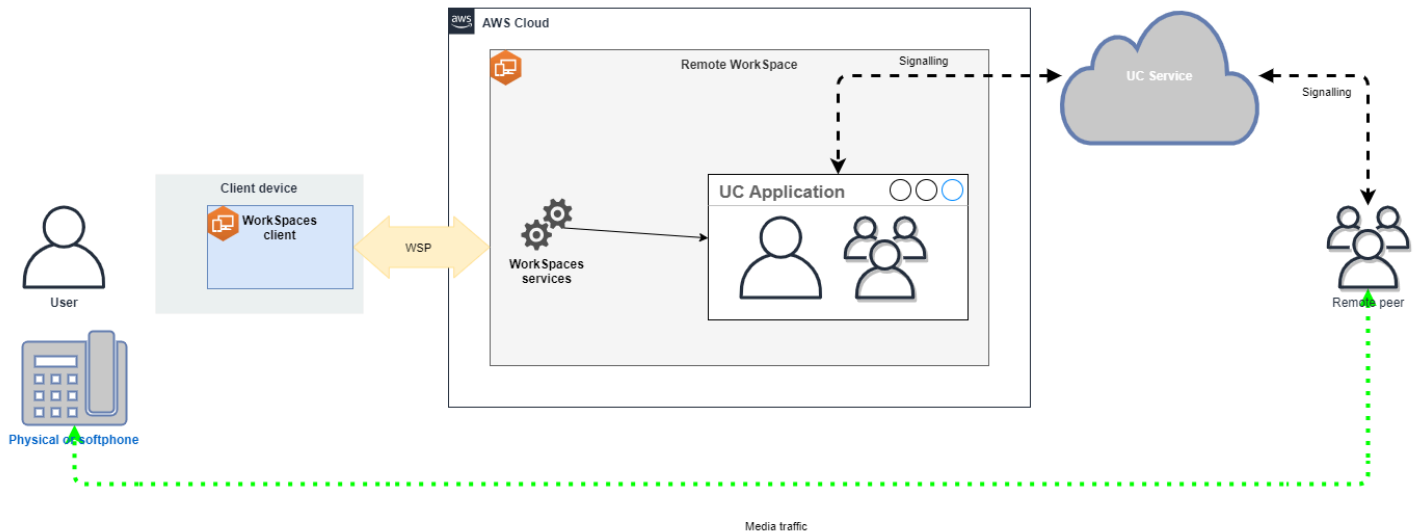 aws
AWS Cloud
Remote WorkSpace
Signalling
UC Service
Signalling
Client device
WorkSpaces
client
UC Application
WSP
WorkSpaces
services
User
Remote peer
Physical or softphone
Media traffic